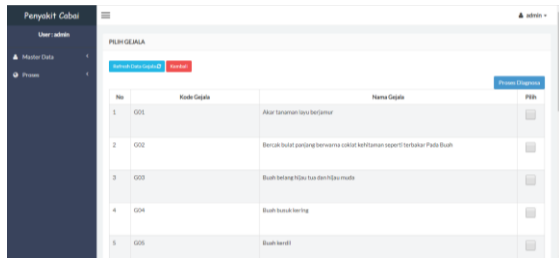 Penyakit Cabai
admin
User : admin
PILIH GEJALA
Master Data
Refresh Data Gejala
Kembali
Proses
Proses Diagnosa
No Kode Gejala Nama Gejala Pilih
1 G01 Akar tanaman layu berjamur
2 G02 Bercak bulat panjang berwarna coklat kehitaman seperti terbakar Pada Buah
3 G03 Buah belang hijau tua dan hijau muda
4 G04 Buah busuk kering
5 G05 Buah kerdil